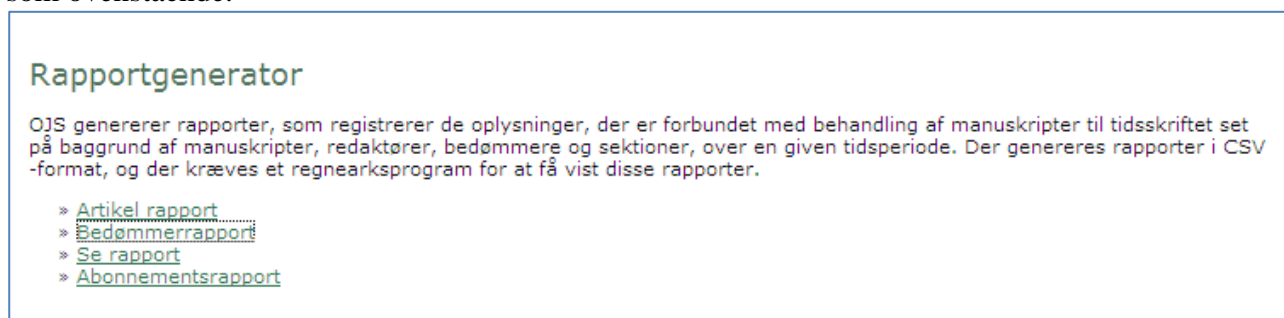 som ovenstående.
Rapportgenerator
OJS genererer rapporter, som registrerer de oplysninger, der er forbundet med behandling af manuskripter til tidsskriftet set
på baggrund af manuskripter, redaktører, bedømmere og sektioner, over en given tidsperiode. Der genereres rapporter i CSV
-format, og der kræves et regnearksprogram for at få vist disse rapporter.
» Artikel rapport
» Bedømmerrapport
» Se rapport
» Abonnementsrapport